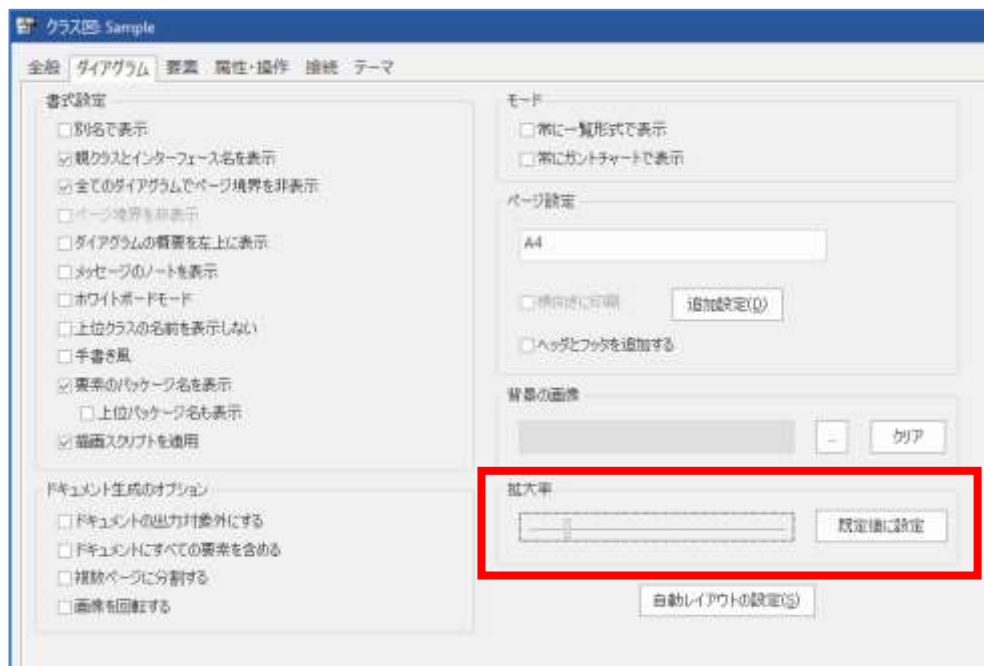 クラス図: Sample
全般 ダイアグラム 要素 属性・操作 接続 テーマ
書式設定
別名で表示
親クラスとインターフェース名を表示
全てのダイアグラムでページ境界を非表示
ページ境界を非表示
ダイアグラムの概要を左上に表示
メッセージのノートを表示
ホワイトボードモード
上位クラスの名前を表示しない
手書き風
要素のパッケージ名を表示
上位パッケージ名も表示
描画スクリプトを適用
ドキュメント生成のオプション
ドキュメントの出力対象外にする
ドキュメントにすべての要素を含める
複数ページに分割する
画像を回転する
モード
常に一覧形式で表示
常にガントチャートで表示
ページ設定
A4
横向きに印刷 追加設定(D)
ヘッダとフッタを追加する
背景の画像
... クリア
拡大率
既定値に設定
自動レイアウトの設定(S)